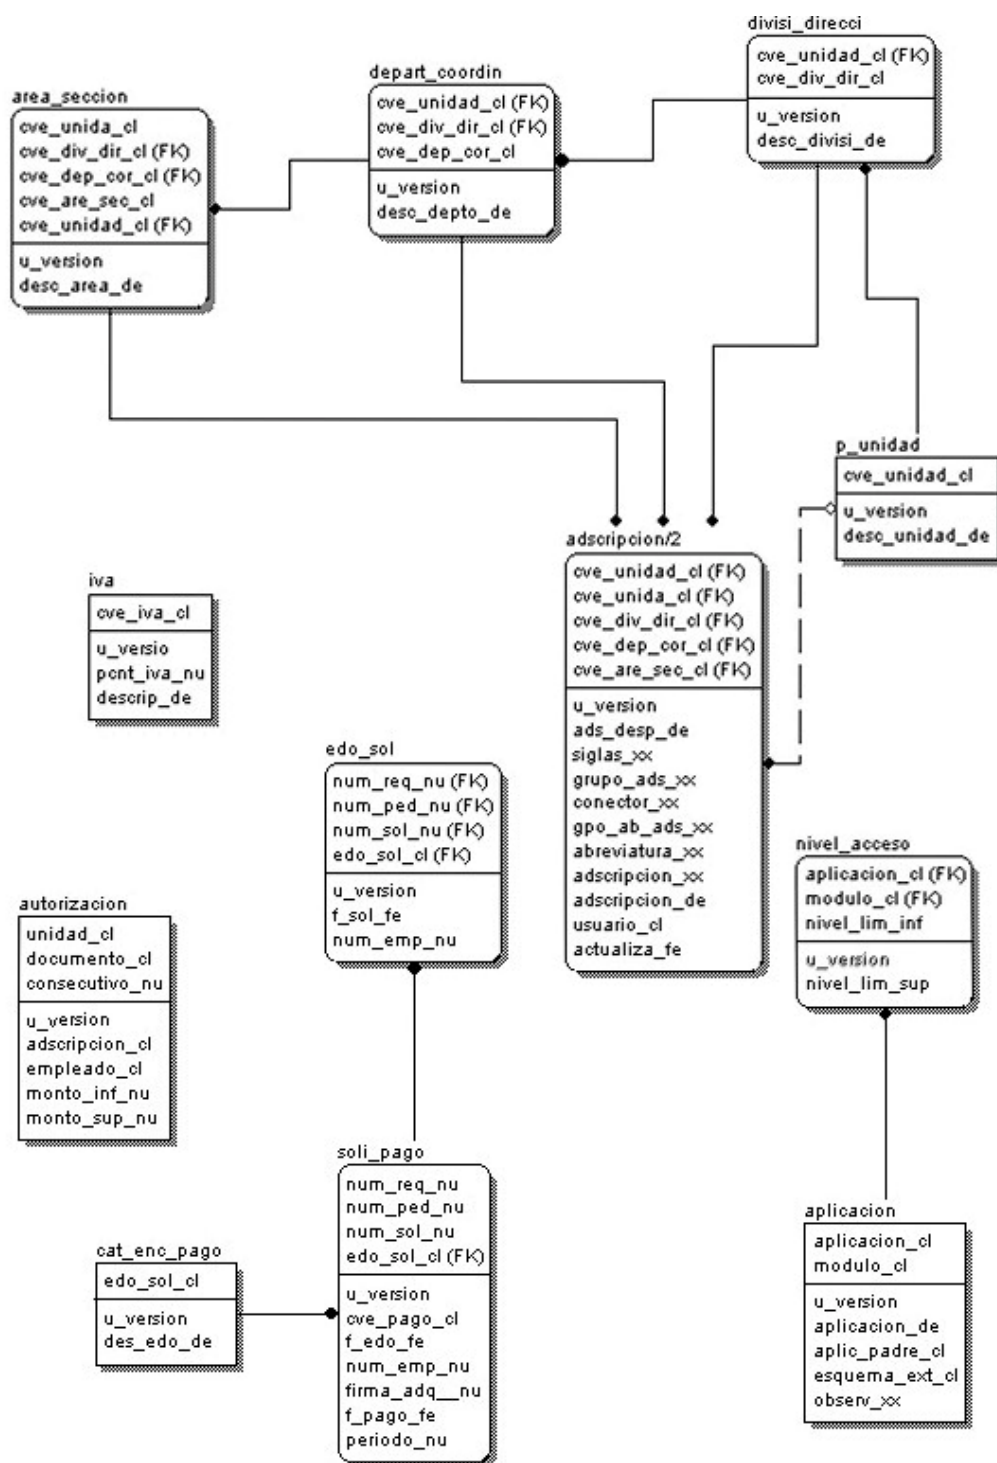 divisi_direcci
cve_unidad_cl (FK)
cve_div_dir_cl
u_version
desc_divisi_de
depart_coordin
cve_unidad_cl (FK)
cve_div_dir_cl (FK)
cve_dep_cor_cl
u_version
desc_depto_de
area_seccion
cve_unida_cl
cve_div_dir_cl (FK)
cve_dep_cor_cl (FK)
cve_are_sec_cl
cve_unidad_cl (FK)
u_version
desc_area_de
p_unidad
cve_unidad_cl
u_version
desc_unidad_de
adscripcion/2
cve_unidad_cl (FK)
cve_unida_cl (FK)
cve_div_dir_cl (FK)
cve_dep_cor_cl (FK)
cve_are_sec_cl (FK)
u_version
ads_desp_de
siglas_xx
grupo_ads_xx
conector_xx
gpo_ab_ads_xx
abreviatura_xx
adscripcion_xx
adscripcion_de
usuario_cl
actualiza_fe
iva
cve_iva_cl
u_versio
pcnt_iva_nu
descrip_de
edo_sol
num_req_nu (FK)
num_ped_nu (FK)
num_sol_nu (FK)
edo_sol_cl (FK)
u_version
f_sol_fe
num_emp_nu
nivel_acceso
aplicacion_cl (FK)
modulo_cl (FK)
nivel_lim_inf
u_version
nivel_lim_sup
autorizacion
unidad_cl
documento_cl
consecutivo_nu
u_version
adscripcion_cl
empleado_cl
monto_inf_nu
monto_sup_nu
soli_pago
num_req_nu
num_ped_nu
num_sol_nu
edo_sol_cl (FK)
u_version
cve_pago_cl
f_edo_fe
num_emp_nu
firma_adq__nu
f_pago_fe
periodo_nu
cat_enc_pago
edo_sol_cl
u_version
des_edo_de
aplicacion
aplicacion_cl
modulo_cl
u_version
aplicacion_de
aplic_padre_cl
esquema_ext_cl
observ_xx